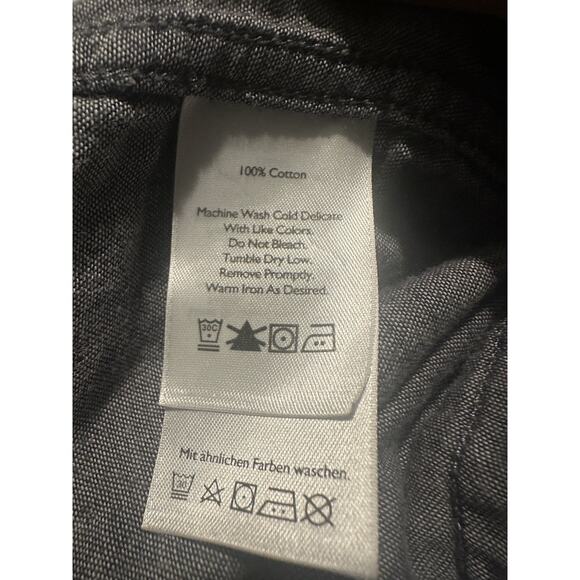 100% Cotton
Machine Wash Cold Delicate
With Like Colors.
Do Not Bleach.
Tumble Dry Low.
Remove Promptly.
Warm Iron As Desired.
30C
Mit ähnlichen Farben waschen.
30